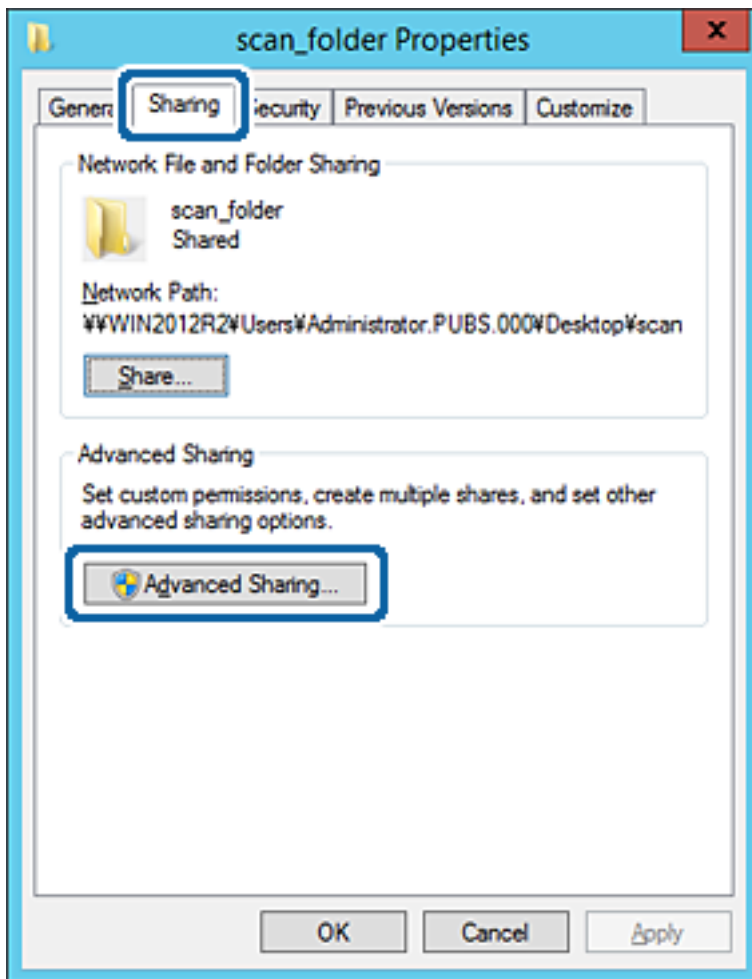 scan_folder Properties
x
General Sharing Security Previous Versions Customize
Network File and Folder Sharing
scan_folder
Shared
Network Path:
¥¥WIN2012R2¥Users¥Administrator.PUBS.000¥Desktop¥scan
Share...
Advanced Sharing
Set custom permissions, create multiple shares, and set other
advanced sharing options.
Advanced Sharing...
OK Cancel Apply